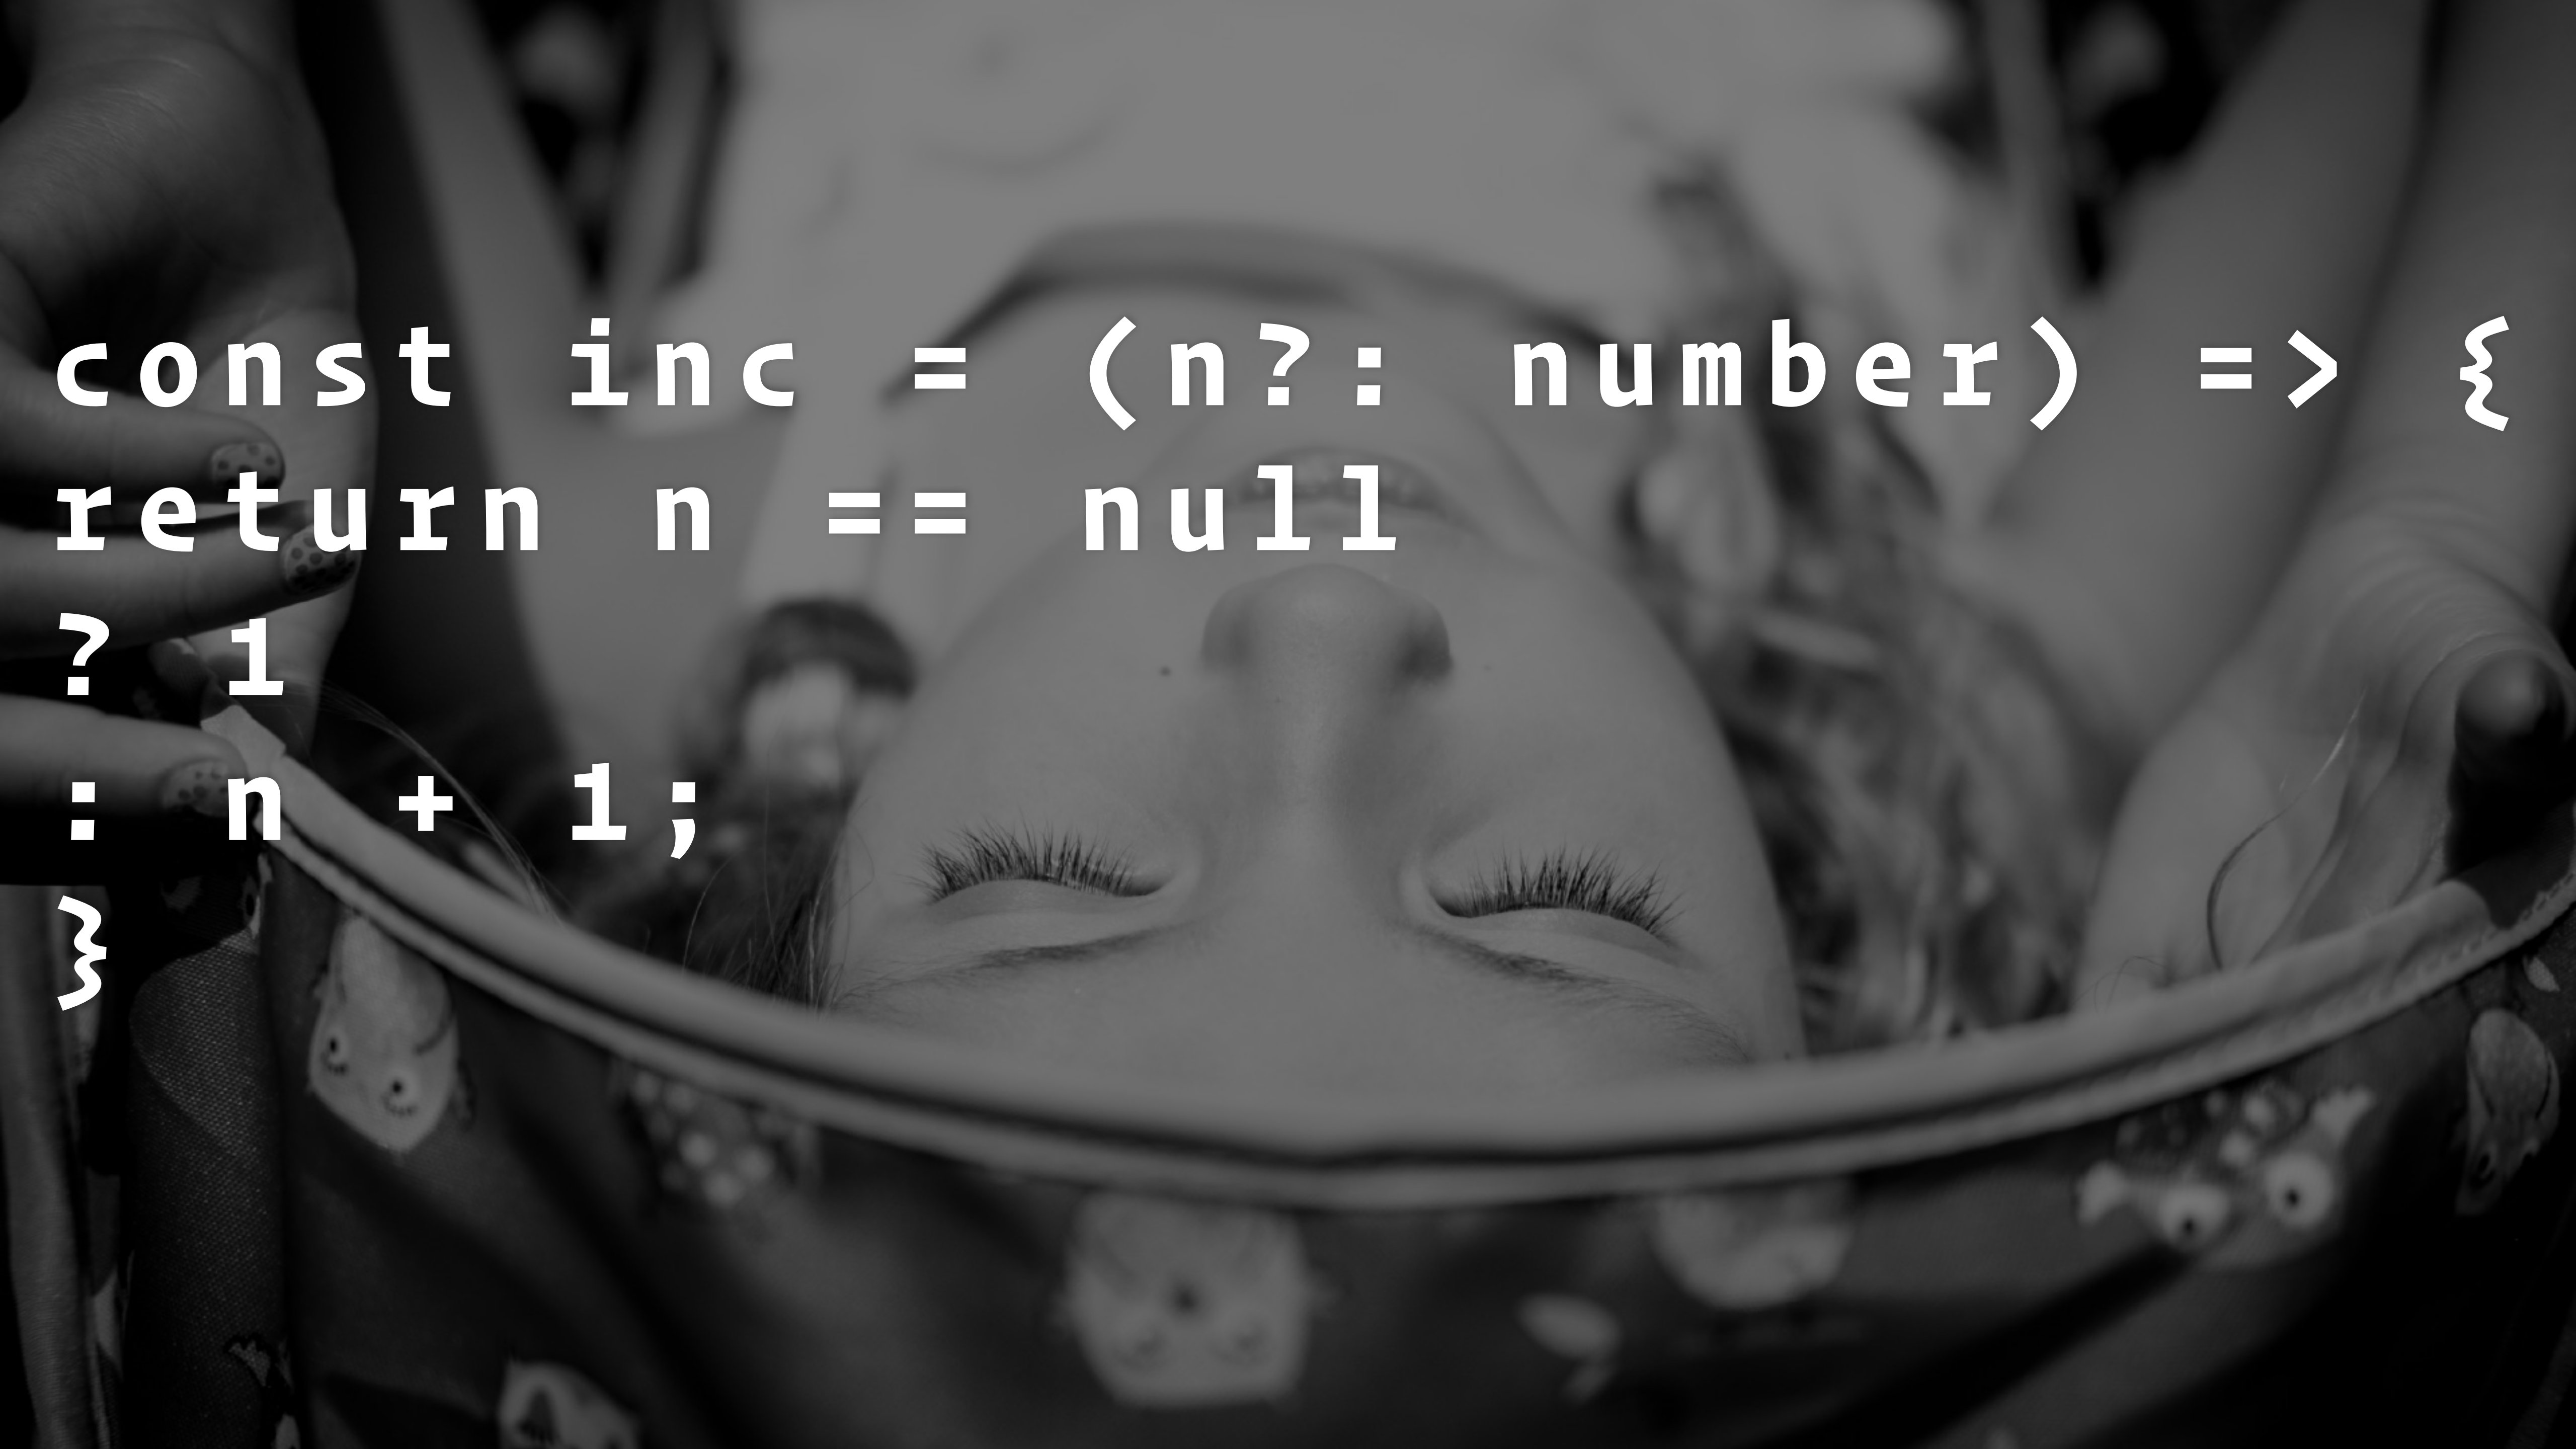 const inc = (n?: number) => {
return n == null
? 1
: n + 1;
}